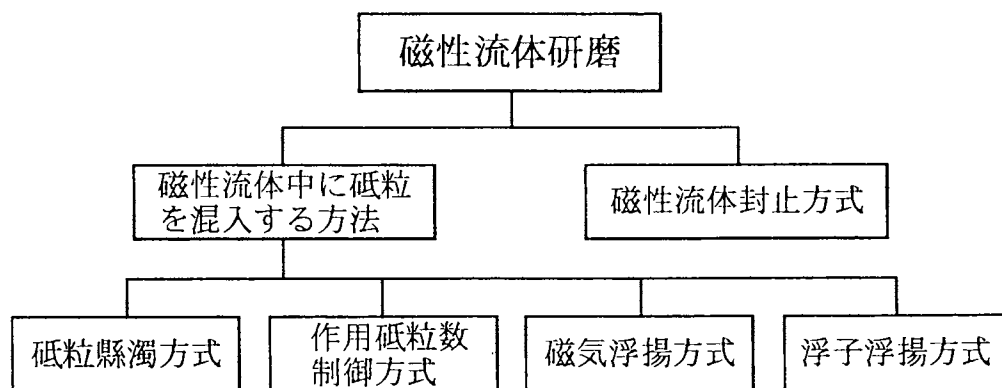 磁性流体研磨
磁性流体中に砥粒
を混入する方法
磁性流体封止方式
砥粒縣濁方式
作用砥粒数
制御方式
磁気浮揚方式
浮子浮揚方式